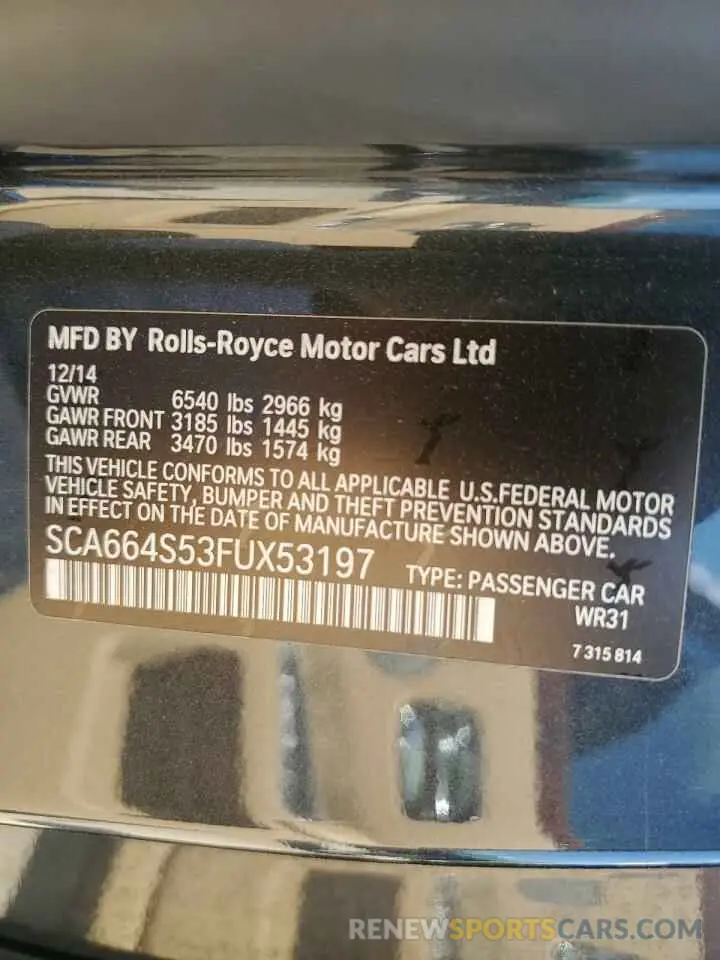 MFD BY Rolls-Royce Motor Cars Ltd
12/14
GVWR 6540 lbs 2966 kg
GAWR FRONT 3185 lbs 1445 kg
GAWR REAR 3470 lbs 1574 kg
THIS VEHICLE CONFORMS TO ALL APPLICABLE U.S.FEDERAL MOTOR
VEHICLE SAFETY, BUMPER AND THEFT PREVENTION STANDARDS
IN EFFECT ON THE DATE OF MANUFACTURE SHOWN ABOVE.
SCA664S53FUX53197
TYPE: PASSENGER CAR
WR31
7 315 814
RENEWSPORTSCARS.COM